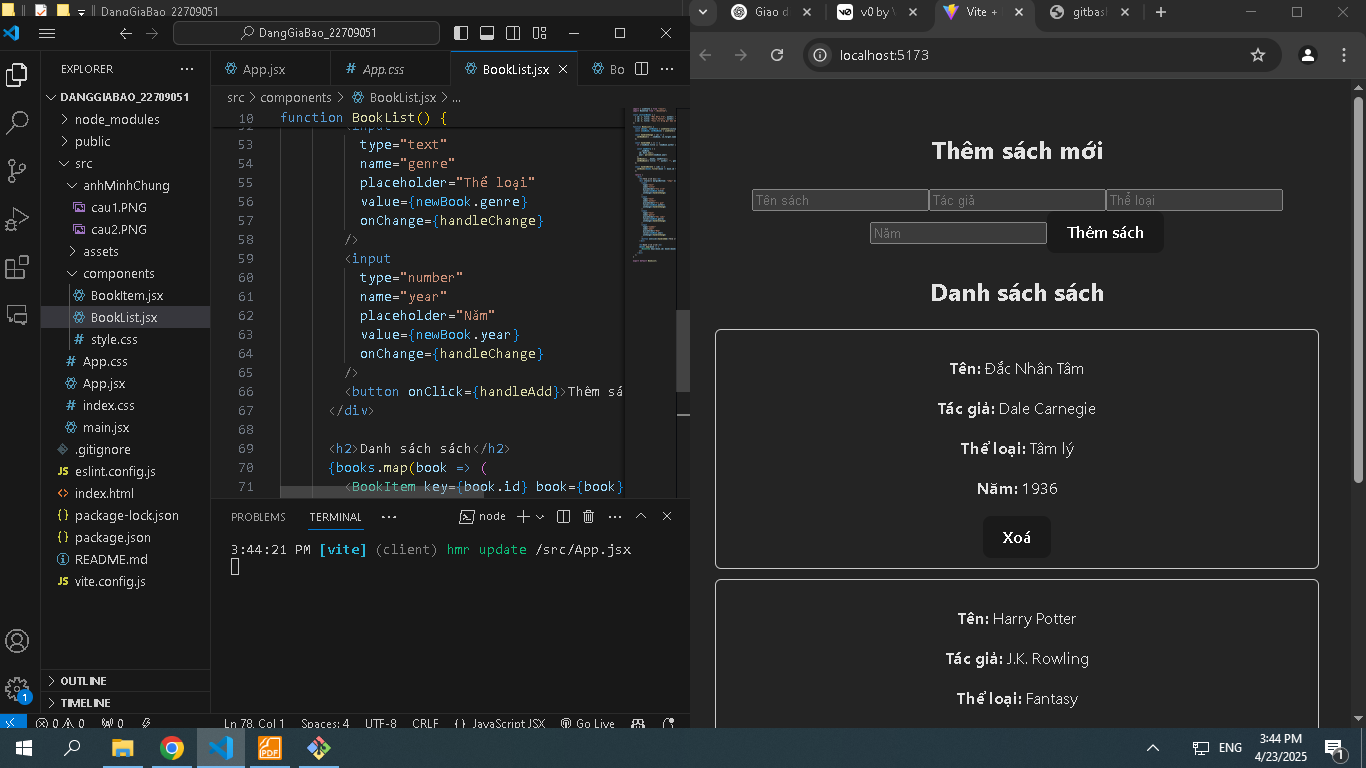 DangGiaBao_22709051
DangGiaBao_22709051
EXPLORER
DANGGIABAO_22709051
node_modules
public
src
anhMinhChung
cau1.PNG
cau2.PNG
assets
components
BookItem.jsx
BookList.jsx
style.css
App.css
App.jsx
index.css
main.jsx
.gitignore
eslint.config.js
index.html
package-lock.json
package.json
README.md
vite.config.js
OUTLINE
TIMELINE
App.jsx
App.css
BookList.jsx
Bo
src > components > BookList.jsx > ...
10 function BookList() {
52 <input
53 type="text"
54 name="genre"
55 placeholder="Thể loại"
56 value={newBook.genre}
57 onChange={handleChange}
58 />
59 <input
60 type="number"
61 name="year"
62 placeholder="Năm"
63 value={newBook.year}
64 onChange={handleChange}
65 />
66 <button onClick={handleAdd}>Thêm sá
67 </div>
68
69 <h2>Danh sách sách</h2>
70 {books.map(book => (
71 <BookItem key={book.id} book={book}
PROBLEMS TERMINAL node
3:44:21 PM [vite] (client) hmr update /src/App.jsx
0 0 0 Ln 78, Col 1 Spaces: 4 UTF-8 CRLF {} JavaScript JSX Go Live
Giao d
v0 by V
Vite +
gitbas
localhost:5173
Thêm sách mới
Tên sách Tác giả Thể loại
Năm Thêm sách
Danh sách sách
Tên: Đắc Nhân Tâm
Tác giả: Dale Carnegie
Thể loại: Tâm lý
Năm: 1936
Xoá
Tên: Harry Potter
Tác giả: J.K. Rowling
Thể loại: Fantasy
PDF
ENG
3:44 PM
4/23/2025
1
1